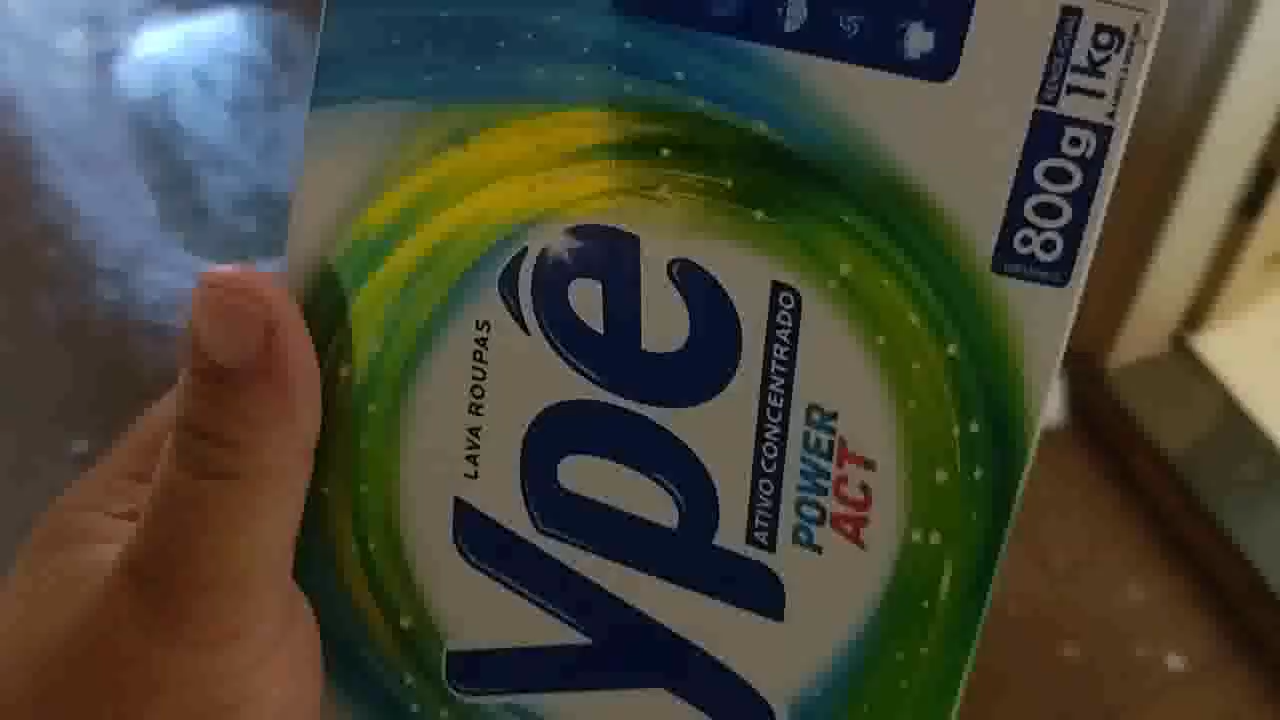 LAVA ROUPAS
Ypê
ATIVO CONCENTRADO
POWER
ACT
800g
1kg